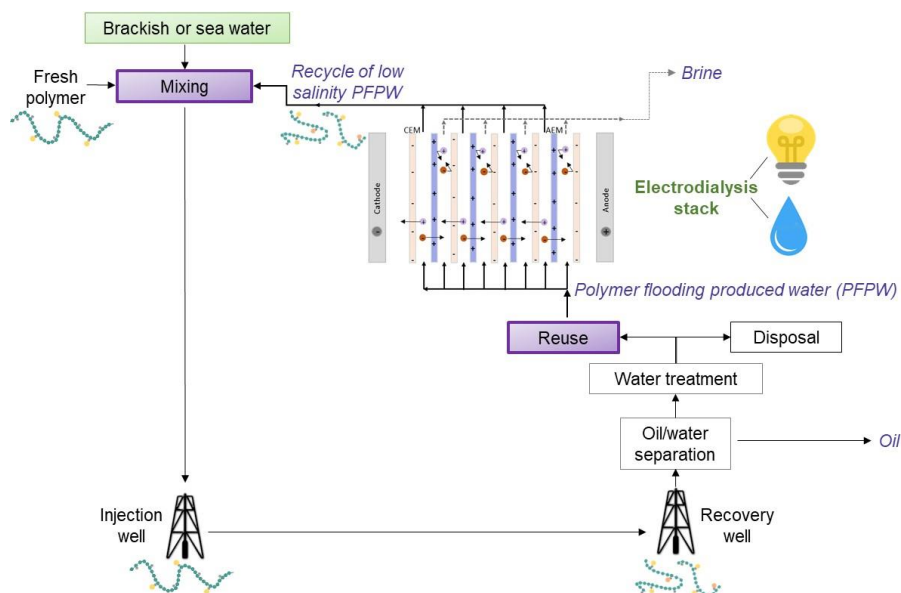 Brackish or sea water
Fresh
polymer
Mixing
Recycle of low
salinity PFPW
Brine
CEM
AEM
Cathode
-
Anode
+
Electrodialysis
stack
Polymer flooding produced water (PFPW)
Reuse
Disposal
Water treatment
Oil/water
separation
Oil
Injection
well
Recovery
well